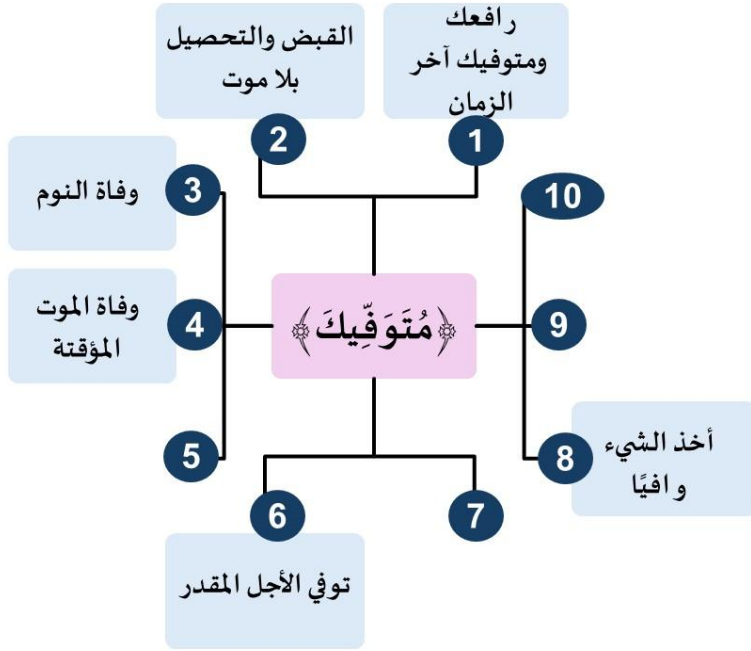 رافعك
ومتوفيك آخر
الزمان
1
القبض والتحصيل
بلا موت
2
وفاة النوم
3
وفاة الموت
المؤقتة
4
5
توفي الأجل المقدر
6
7
أخذ الشيء
وافيًا
8
9
10
﴿مُتَوَفِّيكَ﴾